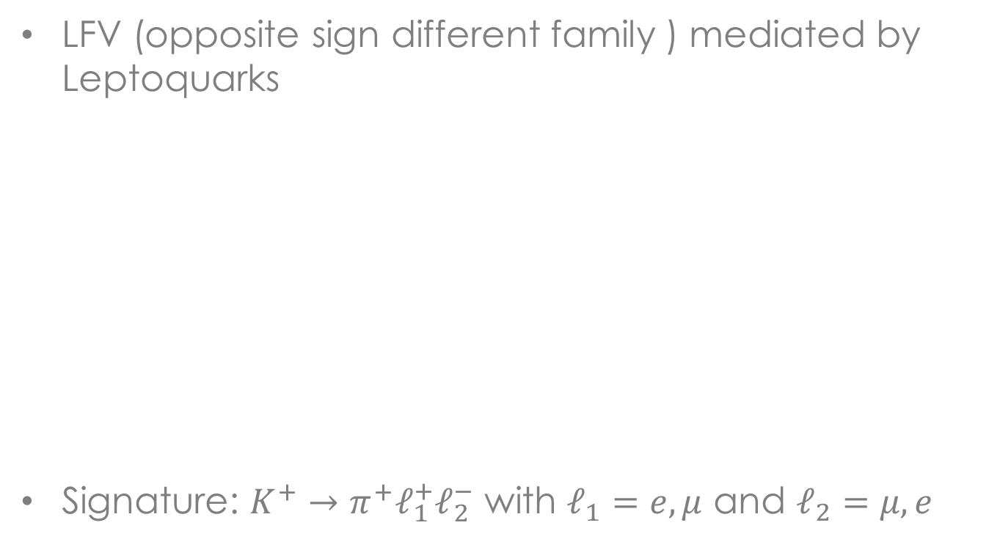 • LFV (opposite sign different family ) mediated by
Leptoquarks
• Signature: 𝐾⁺ → 𝜋⁺ℓ₁⁺ℓ₂⁻ with ℓ₁ = 𝑒, 𝜇 and ℓ₂ = 𝜇, 𝑒